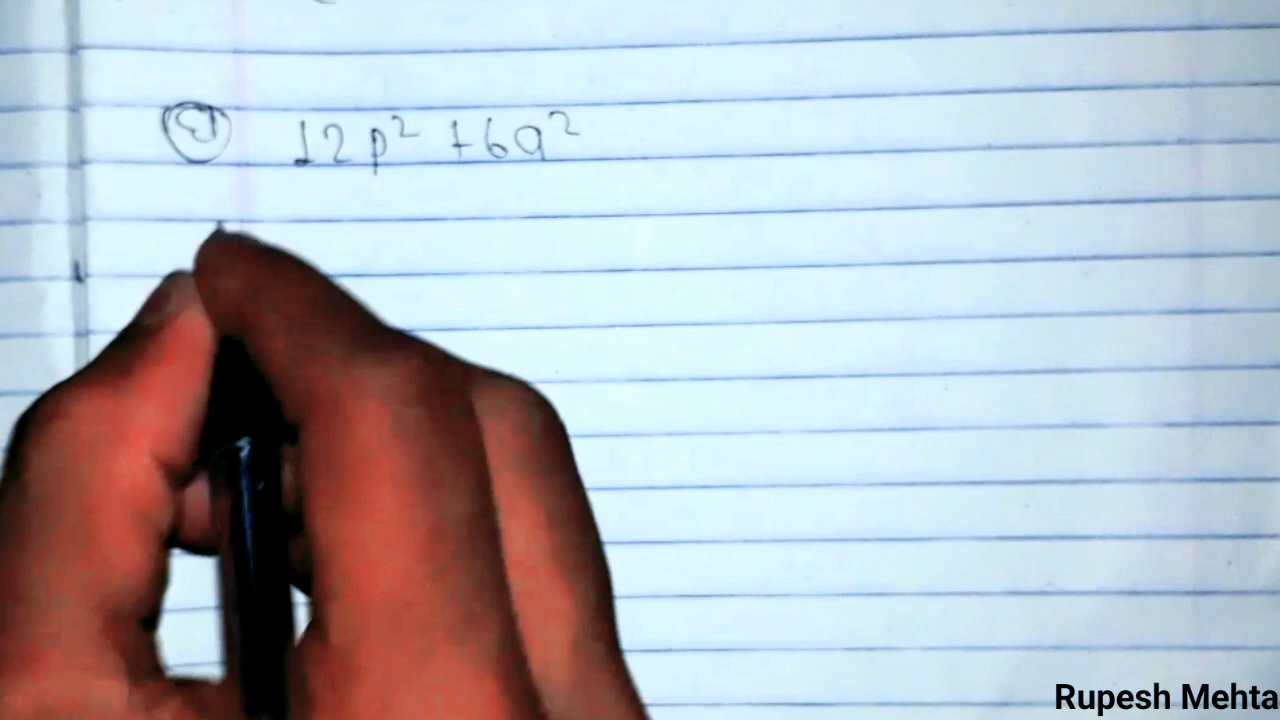 ङ 12p² +6q²
Rupesh Mehta